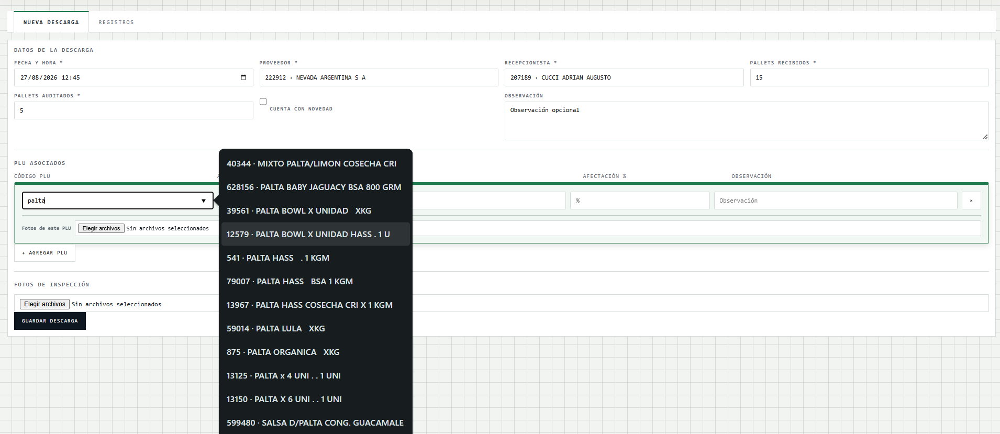 NUEVA DESCARGA
REGISTROS
DATOS DE LA DESCARGA
FECHA Y HORA *
PROVEEDOR *
RECEPCIONISTA *
PALLETS RECIBIDOS *
27/08/2026 12:45
222912 · NEVADA ARGENTINA S A
207189 · CUCCI ADRIAN AUGUSTO
15
PALLETS AUDITADOS *
CUENTA CON NOVEDAD
OBSERVACIÓN
5
Observación opcional
PLU ASOCIADOS
CÓDIGO PLU
AFECTACIÓN %
OBSERVACIÓN
palta
%
Observación
×
Fotos de este PLU
Elegir archivos
Sin archivos seleccionados
+ AGREGAR PLU
40344 · MIXTO PALTA/LIMON COSECHA CRI
628156 · PALTA BABY JAGUACY BSA 800 GRM
39561 · PALTA BOWL X UNIDAD   XKG
12579 · PALTA BOWL X UNIDAD HASS . 1 U
541 · PALTA HASS   . 1 KGM
79007 · PALTA HASS   BSA 1 KGM
13967 · PALTA HASS COSECHA CRI X 1 KGM
59014 · PALTA LULA   XKG
875 · PALTA ORGANICA   XKG
13125 · PALTA x 4 UNI . . 1 UNI
13150 · PALTA X 6 UNI . . 1 UNI
599480 · SALSA D/PALTA CONG. GUACAMALE
FOTOS DE INSPECCIÓN
Elegir archivos
Sin archivos seleccionados
GUARDAR DESCARGA